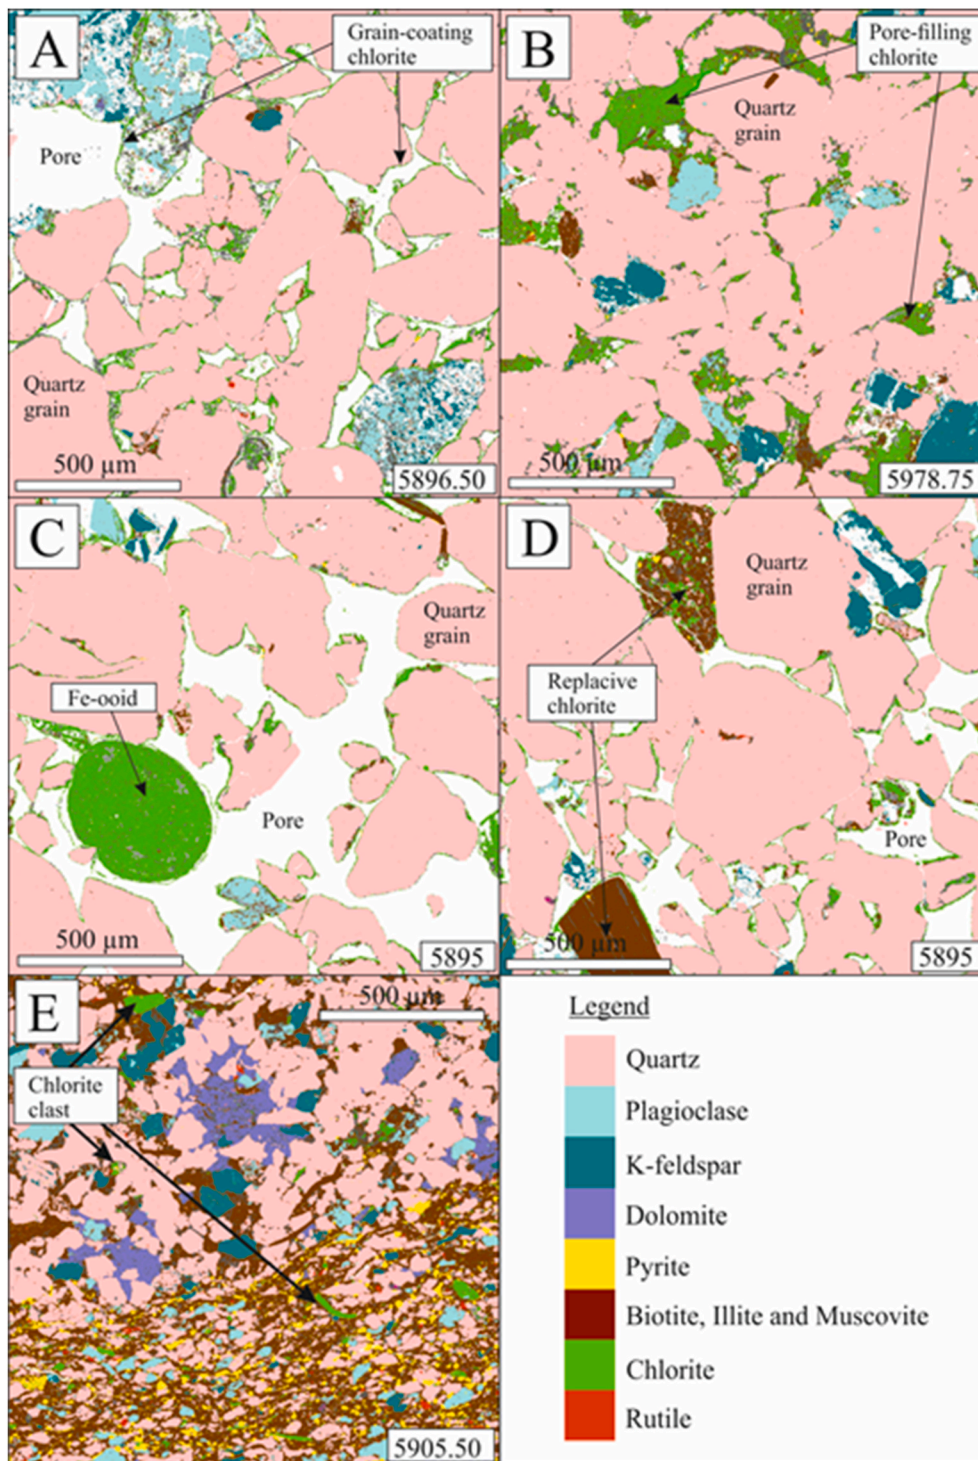 A
Grain-coating
chlorite
Pore
Quartz
grain
500 µm
5896.50
B
Pore-filling
chlorite
Quartz
grain
500 µm
5978.75
C
Quartz
grain
Fe-ooid
Pore
500 µm
5895
D
Quartz
grain
Replacive
chlorite
Pore
500 µm
5895
E
500 µm
Chlorite
clast
5905.50
Legend
Quartz
Plagioclase
K-feldspar
Dolomite
Pyrite
Biotite, Illite and Muscovite
Chlorite
Rutile